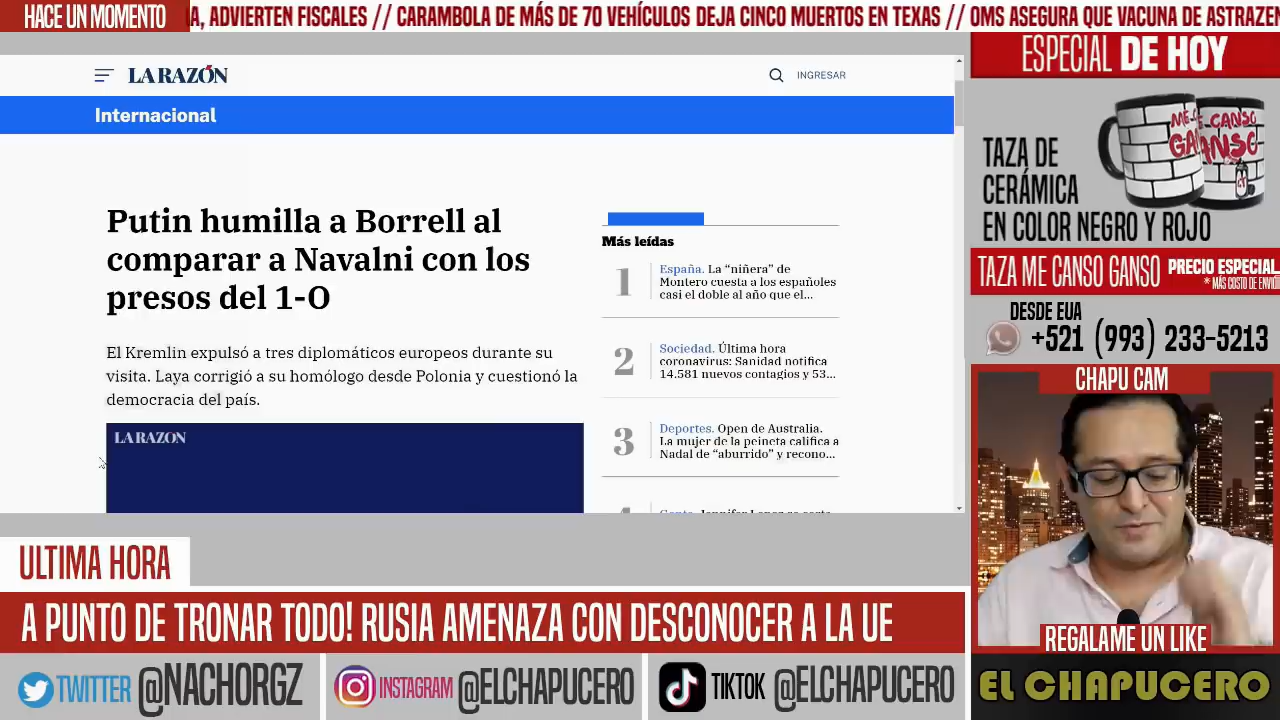 HACE UN MOMENTO
A, ADVIERTEN FISCALES // CARAMBOLA DE MÁS DE 70 VEHÍCULOS DEJA CINCO MUERTOS EN TEXAS // OMS ASEGURA QUE VACUNA DE ASTRAZEN
LA RAZÓN
INGRESAR
Internacional
Putin humilla a Borrell al
comparar a Navalni con los
presos del 1-O
El Kremlin expulsó a tres diplomáticos europeos durante su
visita. Laya corrigió a su homólogo desde Polonia y cuestionó la
democracia del país.
LA RAZON
Más leídas
1
España. La “niñera” de
Montero cuesta a los españoles
casi el doble al año que el...
2
Sociedad. Última hora
coronavirus: Sanidad notifica
14.581 nuevos contagios y 53...
3
Deportes. Open de Australia.
La mujer de la peineta califica a
Nadal de “aburrido” y recono...
ESPECIAL DE HOY
TAZA DE
CERÁMICA
EN COLOR NEGRO Y ROJO
TAZA ME CANSO GANSO
PRECIO ESPECIAL
* MÁS COSTO DE ENVÍO
DESDE EUA
+521 (993) 233-5213
CHAPU CAM
REGALAME UN LIKE
EL CHAPUCERO
ULTIMA HORA
A PUNTO DE TRONAR TODO! RUSIA AMENAZA CON DESCONOCER A LA UE
TWITTER @NACHORGZ
INSTAGRAM @ELCHAPUCERO
TIKTOK @ELCHAPUCERO